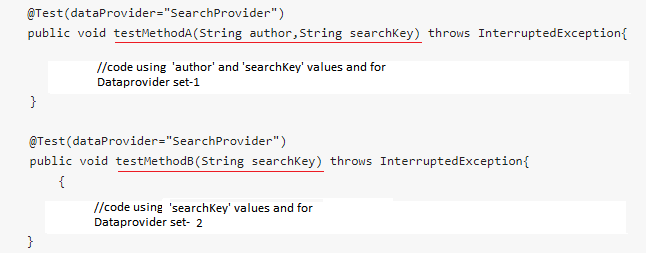 @Test(dataProvider="SearchProvider")
public void testMethodA(String author,String searchKey) throws InterruptedException{
//code using 'author' and 'searchKey' values and for
Dataprovider set-1
}
@Test(dataProvider="SearchProvider")
public void testMethodB(String searchKey) throws InterruptedException{
{
//code using 'searchKey' values and for
Dataprovider set- 2
}